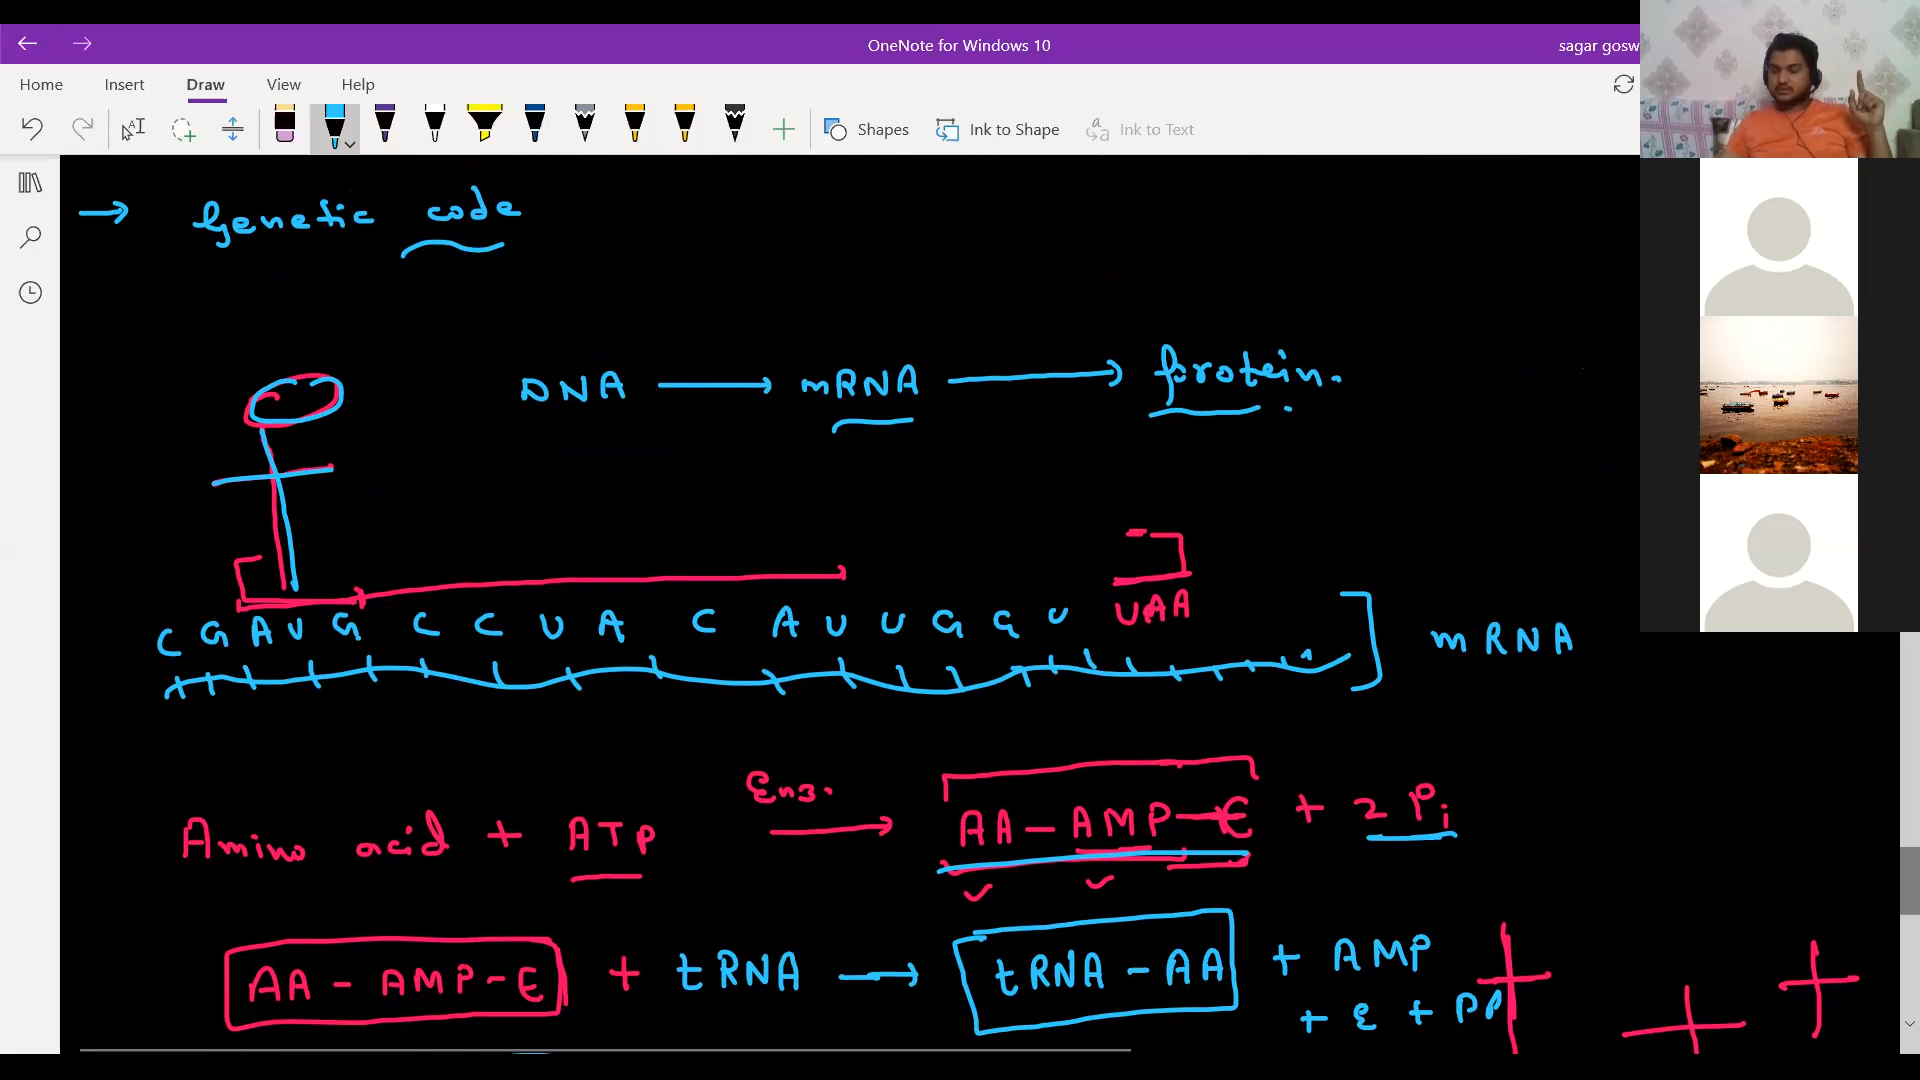 OneNote for Windows 10
sagar gosw
Home Insert Draw View Help
Shapes Ink to Shape Ink to Text
→ Genetic code
DNA → mRNA → protein.
UAA
C G A U G C C U A C A U U G G U
mRNA
Amino acid + ATP Enz. → AA - AMP - E + 2 Pi
AA - AMP - E + tRNA → tRNA - AA + AMP
+ E + PP